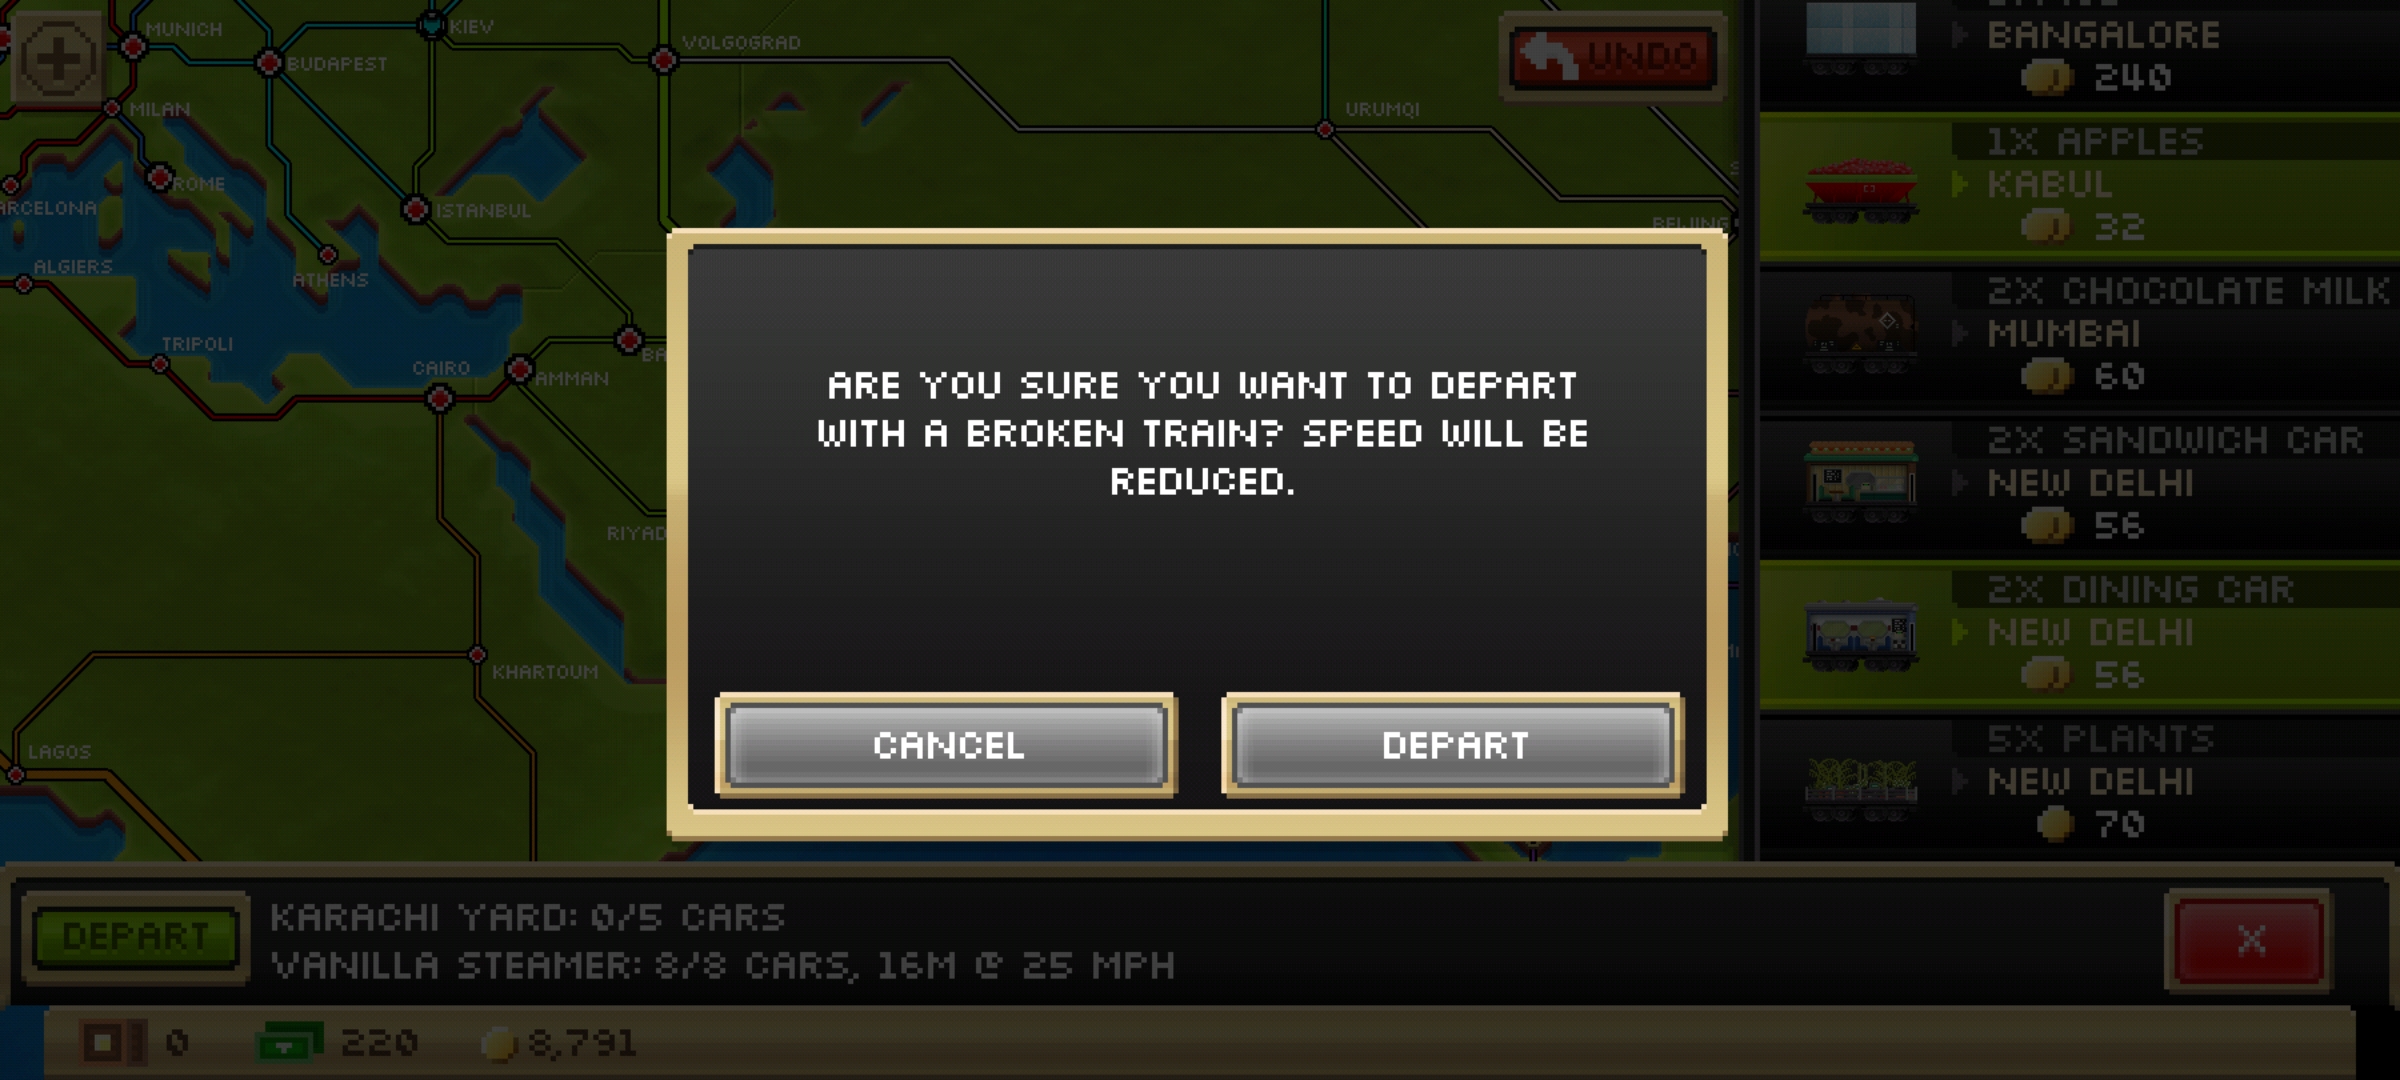 MUNICH
KIEV
BUDAPEST
VOLGOGRAD
MILAN
URUMQI
ROME
ARCELONA
ISTANBUL
BEIJING
ALGIERS
ATHENS
TRIPOLI
CAIRO
BA
AMMAN
RIYAD
KHARTOUM
LAGOS
UNDO
BANGALORE
240
1X APPLES
KABUL
32
2X CHOCOLATE MILK
MUMBAI
60
2X SANDWICH CAR
NEW DELHI
56
2X DINING CAR
NEW DELHI
56
5X PLANTS
NEW DELHI
70
ARE YOU SURE YOU WANT TO DEPART
WITH A BROKEN TRAIN? SPEED WILL BE
REDUCED.
CANCEL
DEPART
DEPART
KARACHI YARD: 0/5 CARS
VANILLA STEAMER: 8/8 CARS, 16M @ 25 MPH
X
0
220
8,791